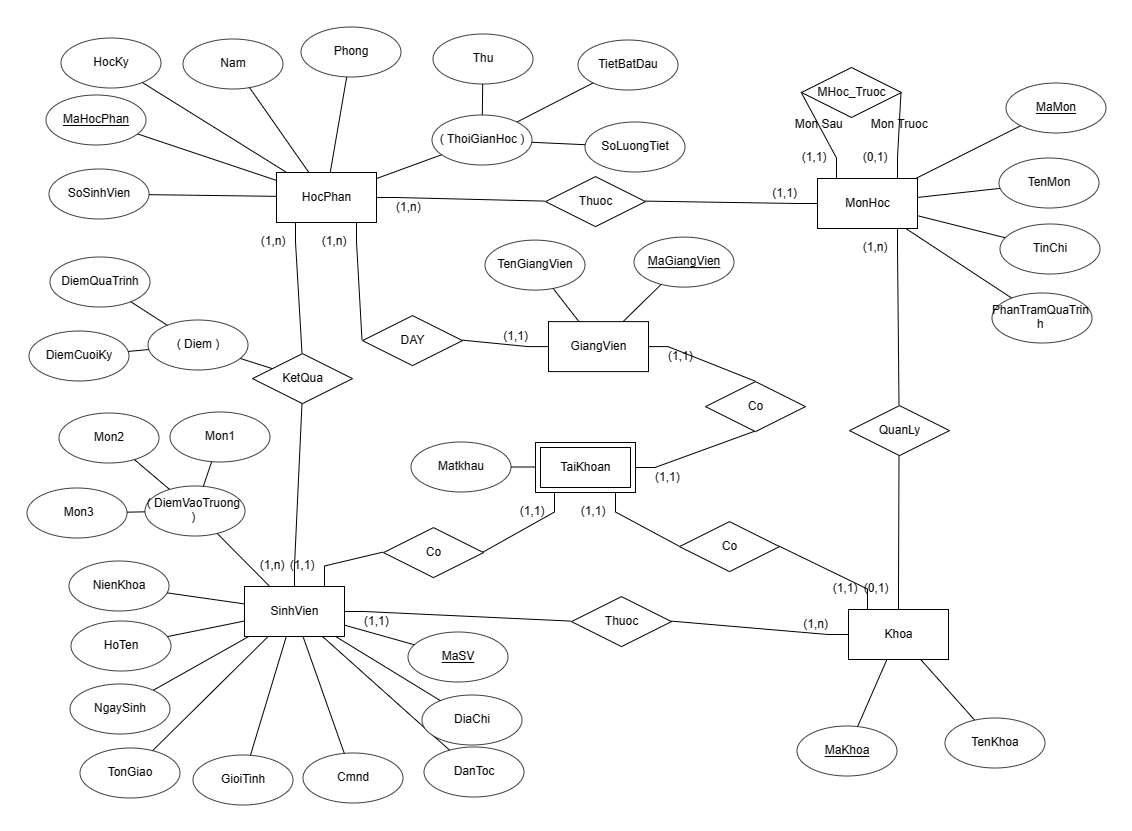 HocKy
Nam
Phong
Thu
TietBatDau
MHoc_Truoc
MaHocPhan
( ThoiGianHoc )
SoLuongTiet
Mon Sau
Mon Truoc
MaMon
(1,1)
(0,1)
SoSinhVien
HocPhan
(1,n)
Thuoc
(1,1)
MonHoc
TenMon
(1,n)
(1,n)
(1,n)
TinChi
TenGiangVien
MaGiangVien
DiemQuaTrinh
PhanTramQuaTrin
h
( Diem )
DiemCuoiKy
DAY
(1,1)
GiangVien
(1,1)
KetQua
Co
Mon2
Mon1
QuanLy
Matkhau
TaiKhoan
(1,1)
Mon3
( DiemVaoTruong
)
(1,1)
(1,1)
Co
Co
(1,n)
(1,1)
NienKhoa
SinhVien
(1,1)
(0,1)
(1,1)
Thuoc
(1,n)
Khoa
HoTen
MaSV
NgaySinh
DiaChi
TonGiao
GioiTinh
Cmnd
DanToc
MaKhoa
TenKhoa